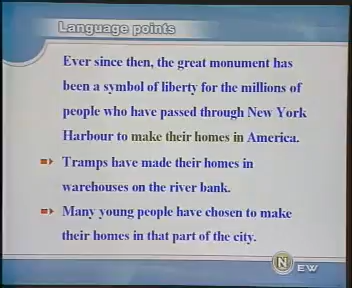 Language points
Ever since then, the great monument has
been a symbol of liberty for the millions of
people who have passed through New York
Harbour to make their homes in America.
Tramps have made their homes in
warehouses on the river bank.
Many young people have chosen to make
their homes in that part of the city.
N EW